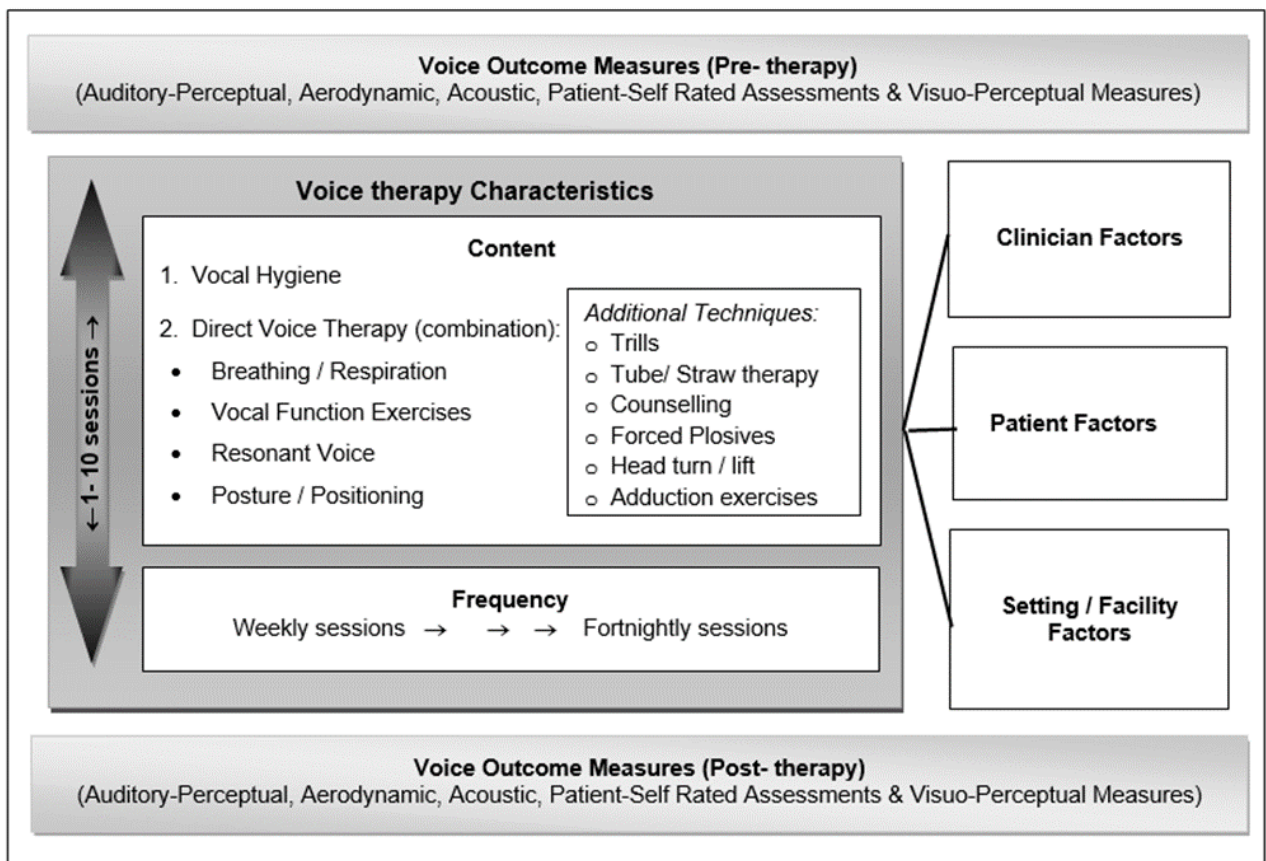 Voice Outcome Measures (Pre- therapy)
(Auditory-Perceptual, Aerodynamic, Acoustic, Patient-Self Rated Assessments & Visuo-Perceptual Measures)
Voice therapy Characteristics
←1- 10 sessions →
Content
1. Vocal Hygiene
2. Direct Voice Therapy (combination):
• Breathing / Respiration
• Vocal Function Exercises
• Resonant Voice
• Posture / Positioning
Additional Techniques:
o Trills
o Tube/ Straw therapy
o Counselling
o Forced Plosives
o Head turn / lift
o Adduction exercises
Frequency
Weekly sessions → → → Fortnightly sessions
Clinician Factors
Patient Factors
Setting / Facility
Factors
Voice Outcome Measures (Post- therapy)
(Auditory-Perceptual, Aerodynamic, Acoustic, Patient-Self Rated Assessments & Visuo-Perceptual Measures)